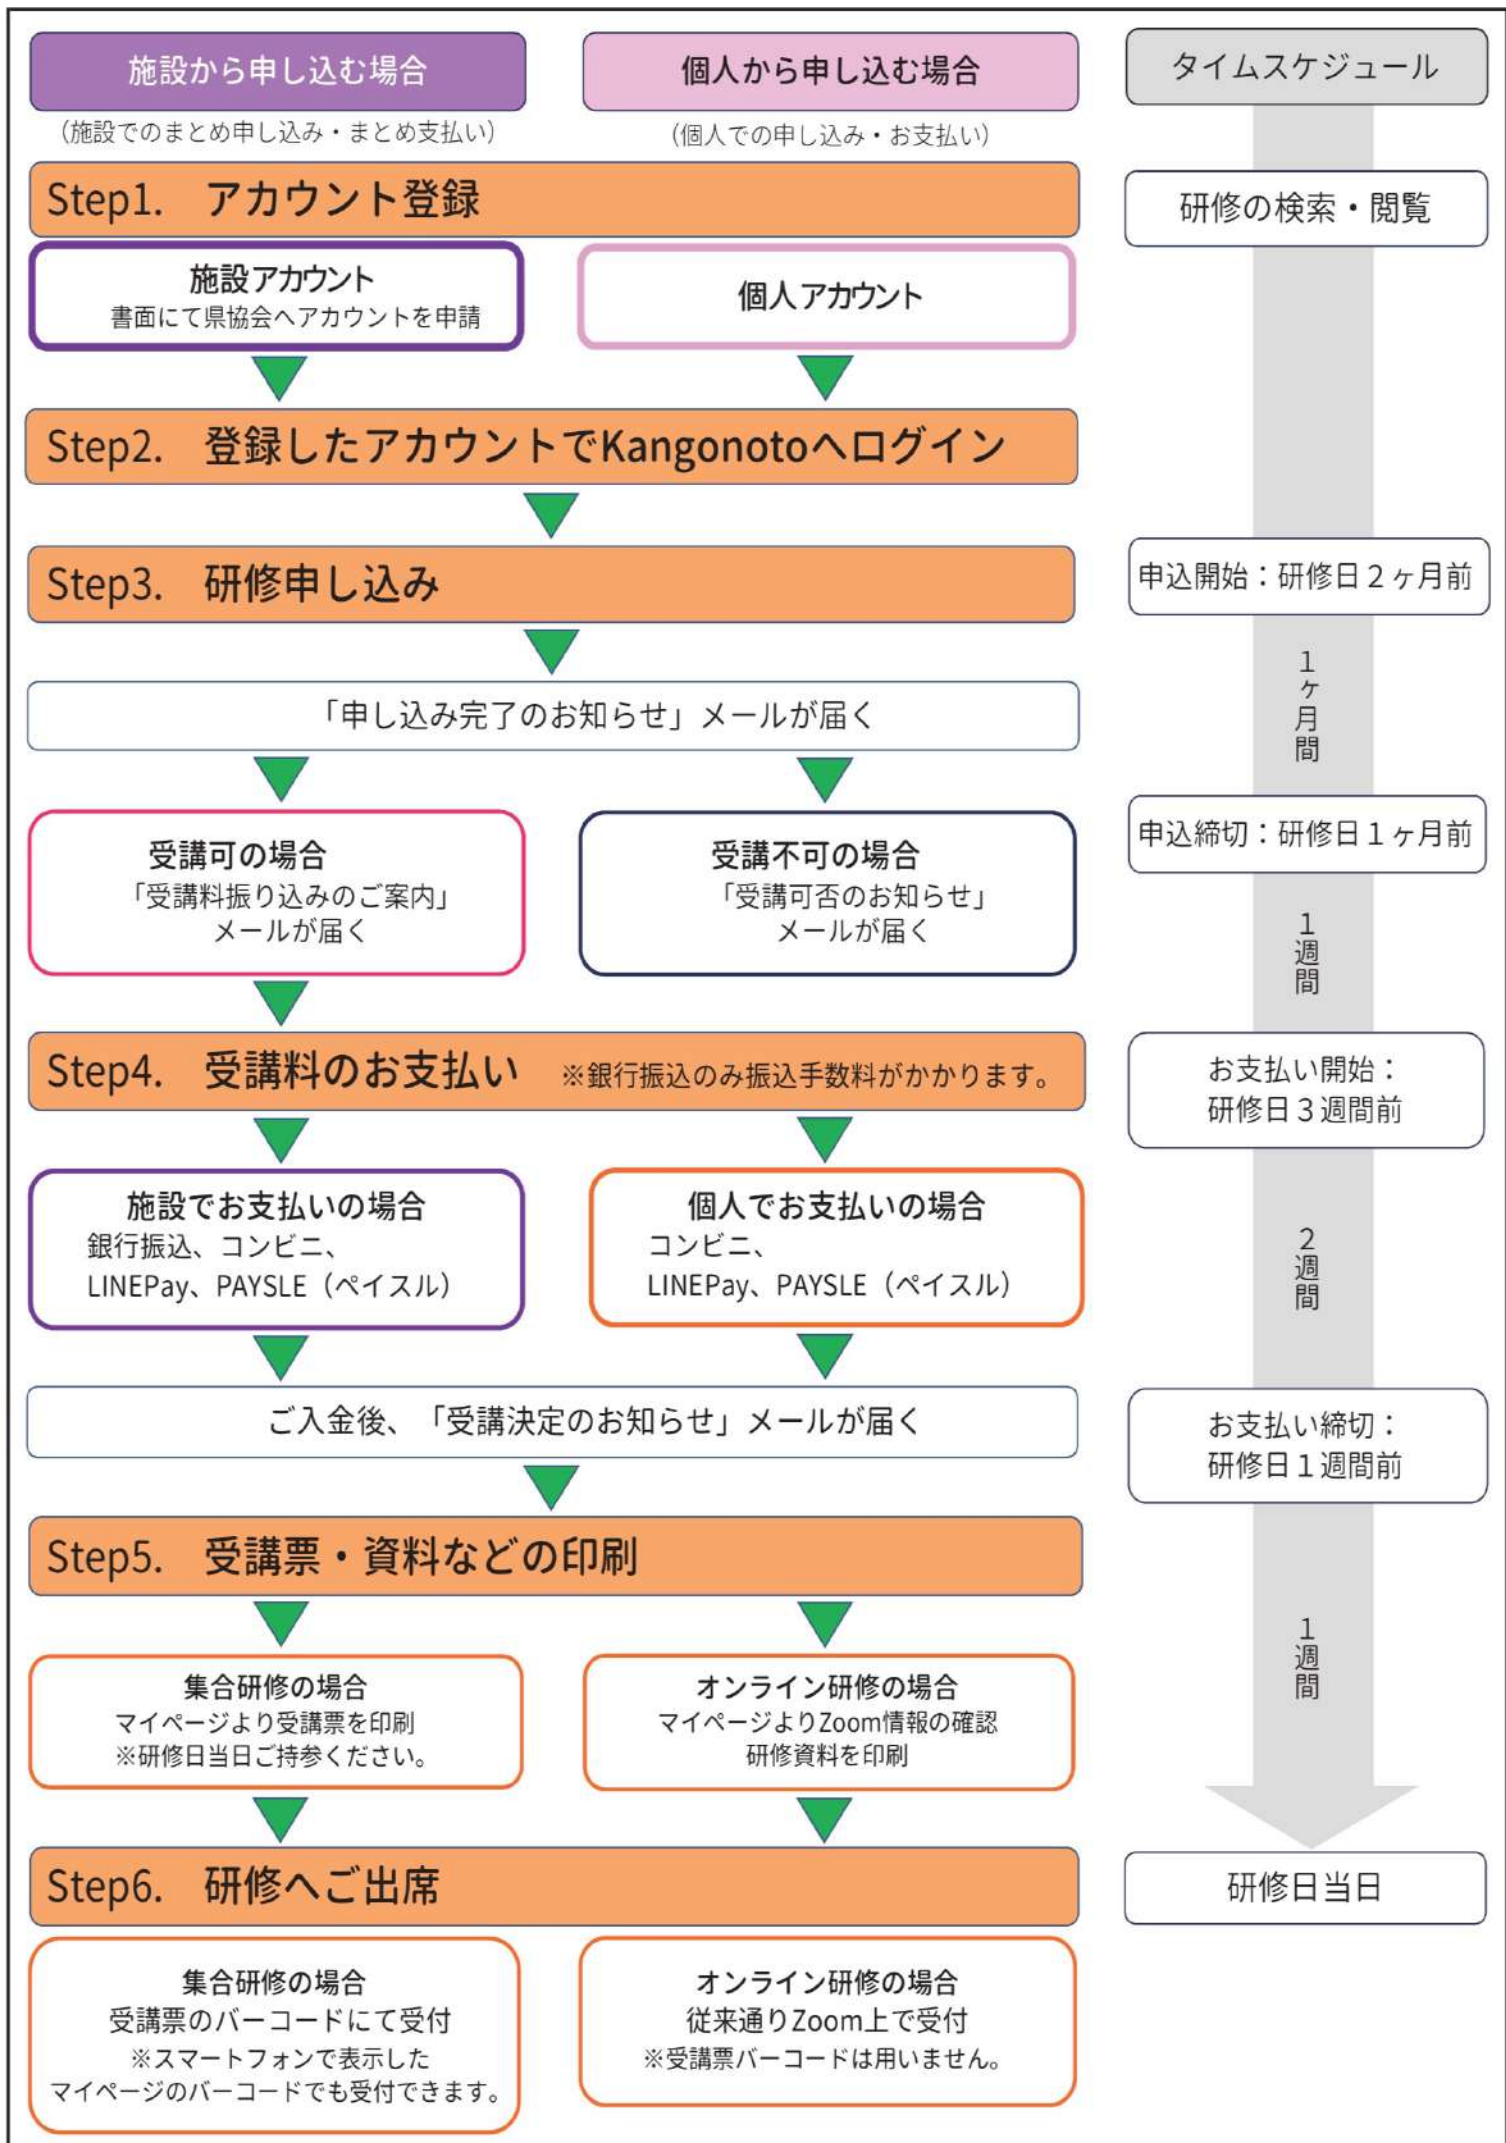 施設から申し込む場合
(施設でのまとめ申し込み・まとめ支払い)
個人から申し込む場合
(個人での申し込み・お支払い)
Step1. アカウント登録
施設アカウント
書面にて県協会へアカウントを申請
個人アカウント
Step2. 登録したアカウントでKangonotoへログイン
Step3. 研修申し込み
「申し込み完了のお知らせ」メールが届く
受講可の場合
「受講料振り込みのご案内」
メールが届く
受講不可の場合
「受講可否のお知らせ」
メールが届く
Step4. 受講料のお支払い ※銀行振込のみ振込手数料がかかります。
施設でお支払いの場合
銀行振込、コンビニ、
LINEPay、PAYSLE（ペイスル）
個人でお支払いの場合
コンビニ、
LINEPay、PAYSLE（ペイスル）
ご入金後、「受講決定のお知らせ」メールが届く
Step5. 受講票・資料などの印刷
集合研修の場合
マイページより受講票を印刷
※研修日当日ご持参ください。
オンライン研修の場合
マイページよりZoom情報の確認
研修資料を印刷
Step6. 研修へご出席
集合研修の場合
受講票のバーコードにて受付
※スマートフォンで表示した
マイページのバーコードでも受付できます。
オンライン研修の場合
従来通りZoom上で受付
※受講票バーコードは用いません。
タイムスケジュール
研修の検索・閲覧
申込開始：研修日２ヶ月前
１ヶ月間
申込締切：研修日１ヶ月前
１週間
お支払い開始：
研修日３週間前
２週間
お支払い締切：
研修日１週間前
１週間
研修日当日